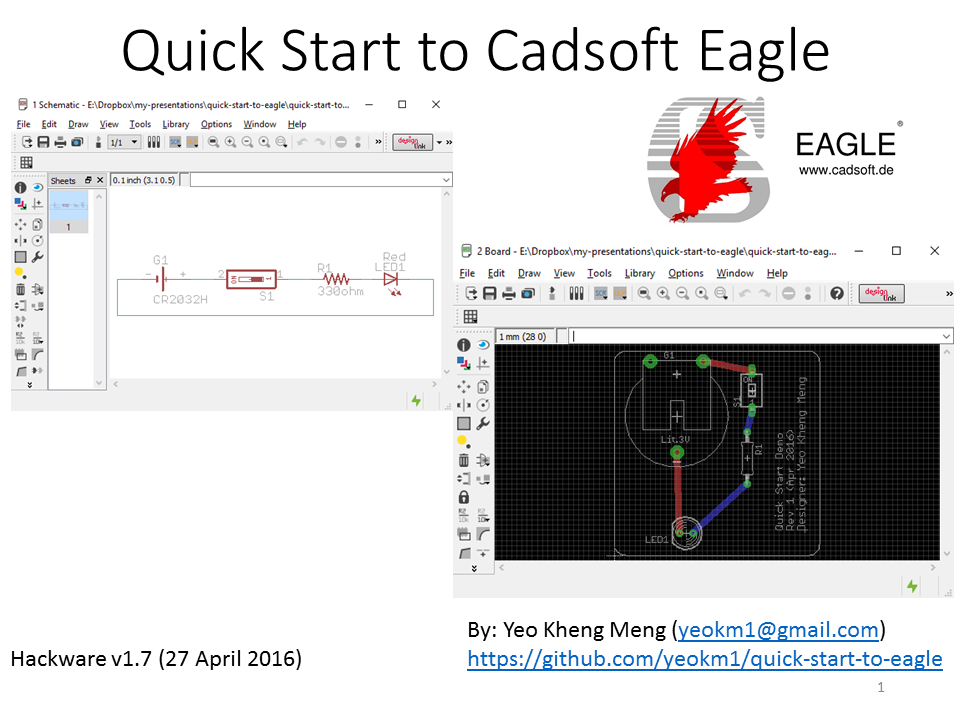 Quick Start to Cadsoft Eagle
1 Schematic - E:\Dropbox\my-presentations\quick-start-to-eagle\quick-start-to...
File Edit Draw View Tools Library Options Window Help
1/1
design link
Sheets
0.1 inch (3.1 0.5)
1
G1
- +
CR2032H
2
ON
1
1
S1
R1
330ohm
Red
LED1
EAGLE®
www.cadsoft.de
2 Board - E:\Dropbox\my-presentations\quick-start-to-eagle\quick-start-to-eag...
File Edit Draw View Tools Library Options Window Help
design link
1 mm (28 0)
G1
ON
S1
Lit.3V
R1
LED1
Quick Start Demo
Rev 1 (Apr 2016)
Designer: Yeo Kheng Meng
By: Yeo Kheng Meng (yeokm1@gmail.com)
Hackware v1.7 (27 April 2016)
https://github.com/yeokm1/quick-start-to-eagle
1